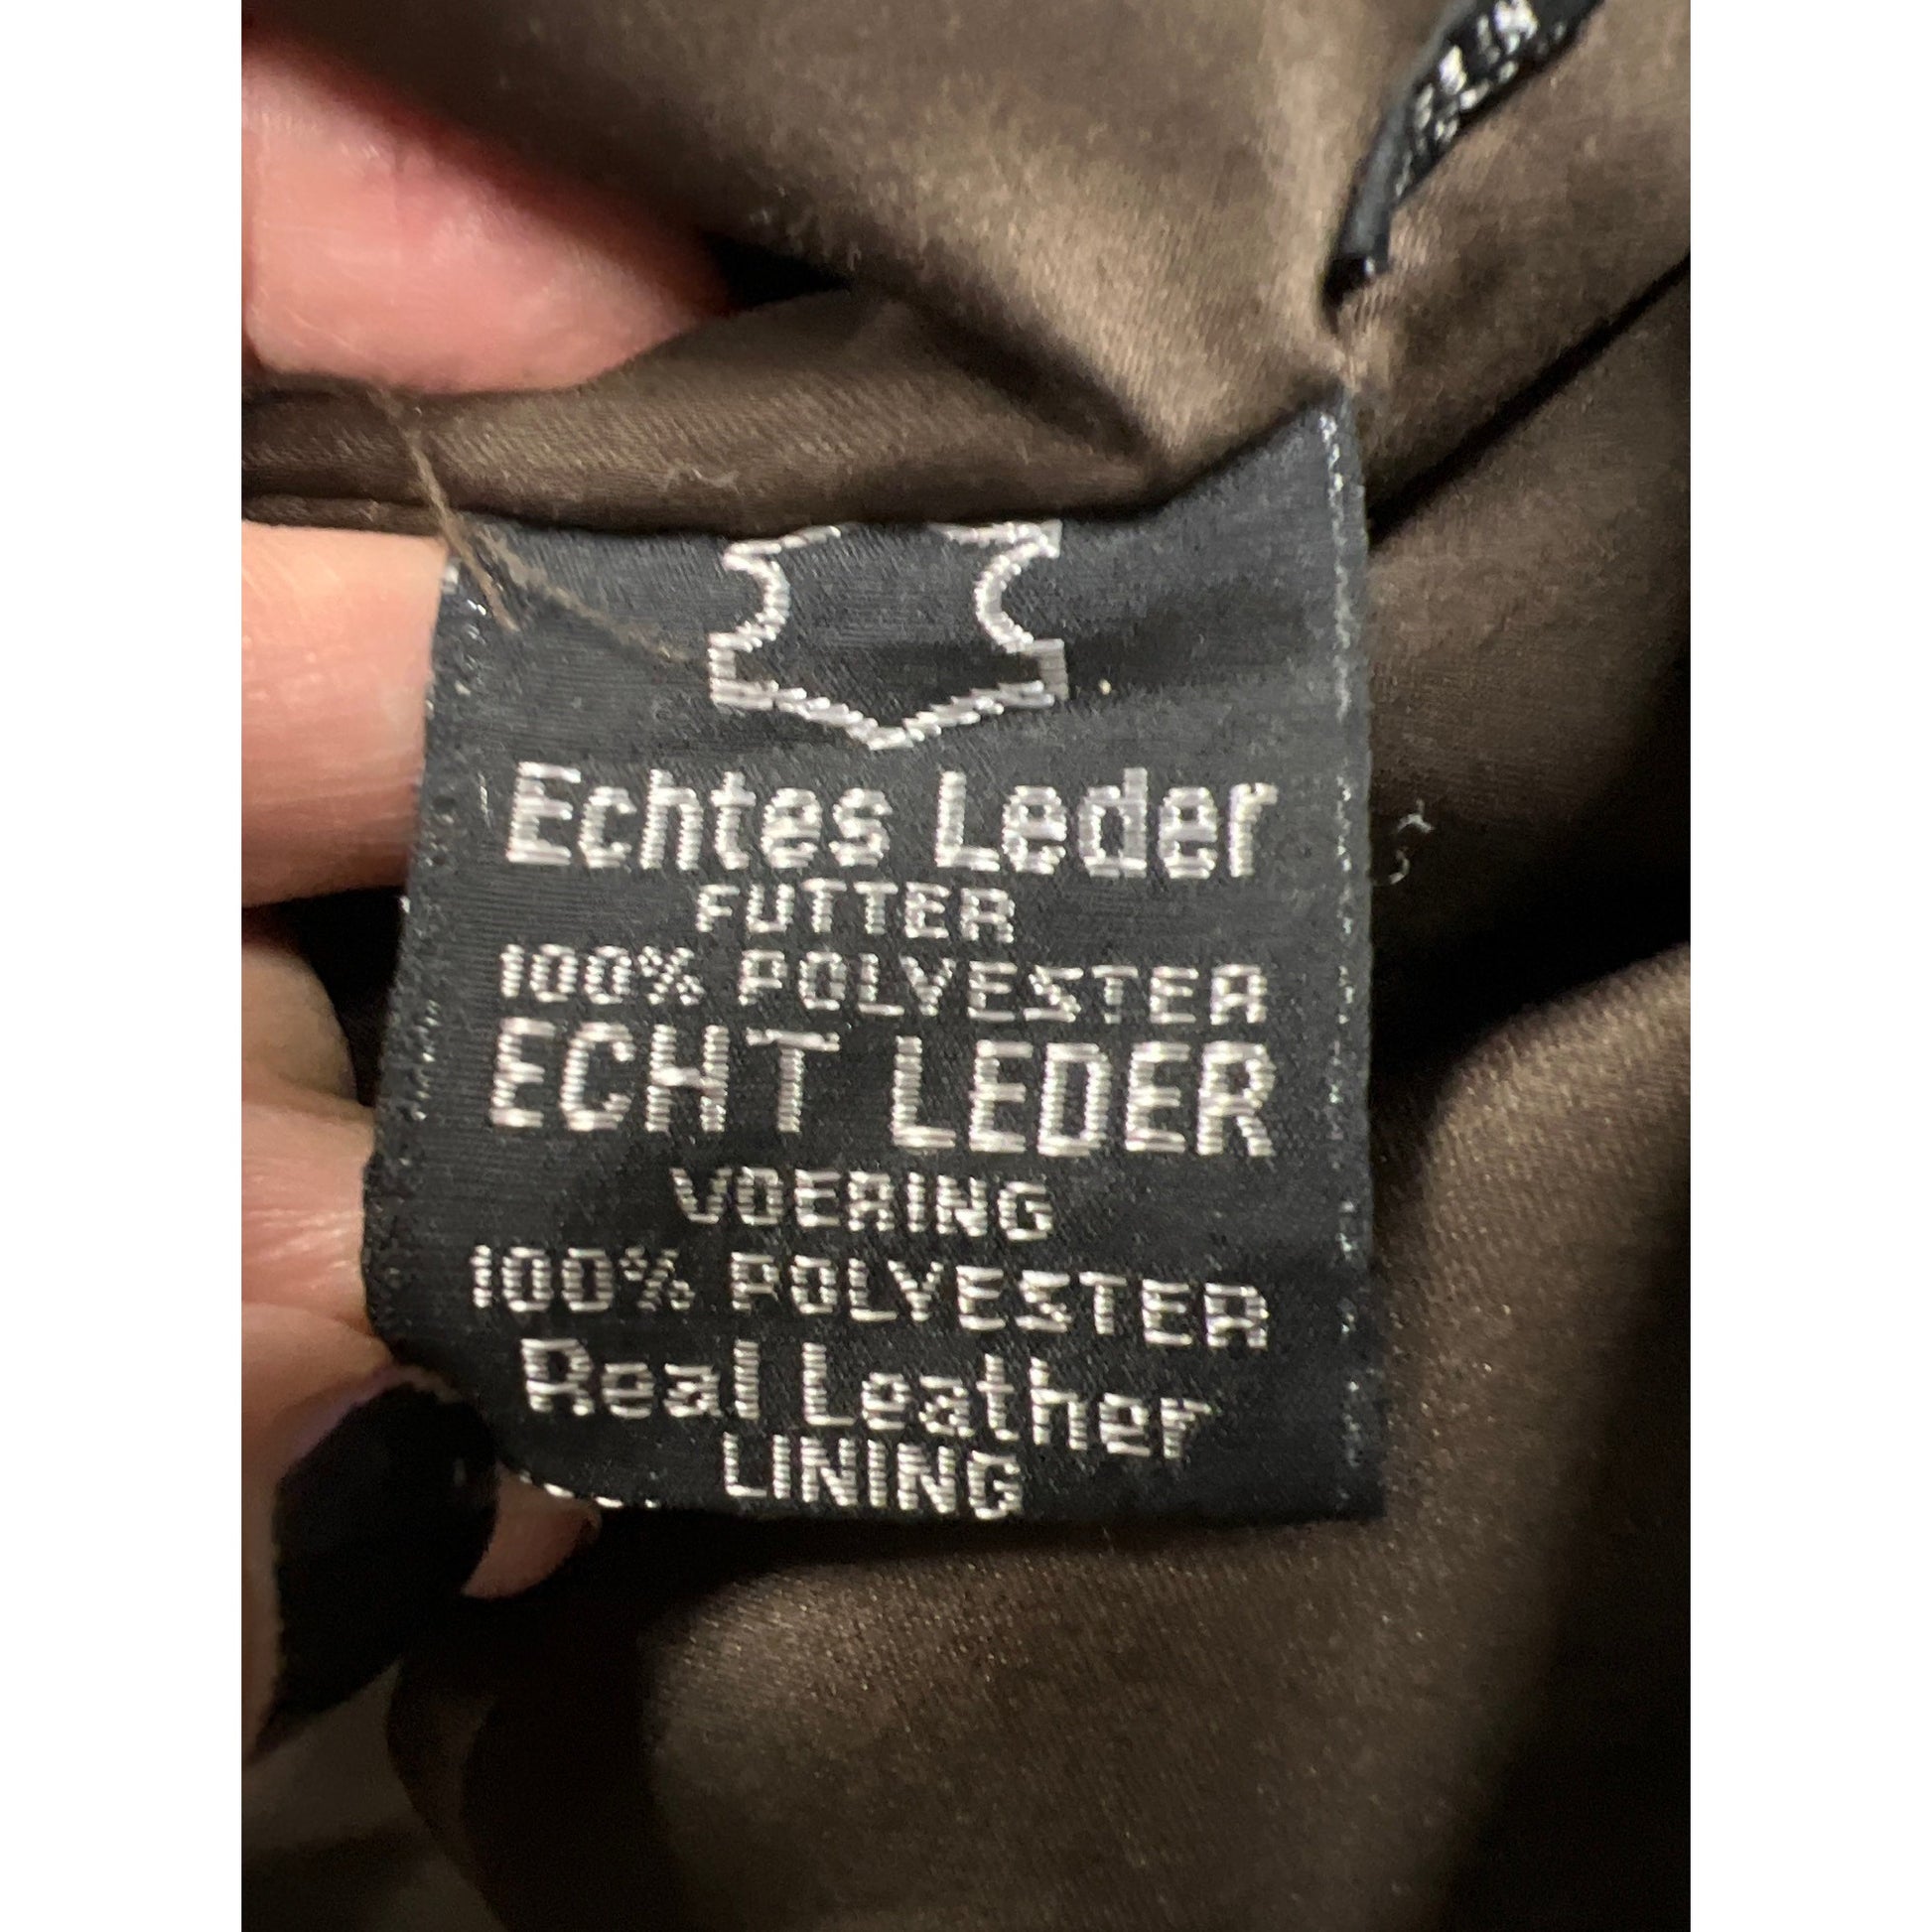 Echtes Leder
FUTTER
100% POLYESTER
ECHT LEDER
VOERING
100% POLYESTER
Real Leather
LINING